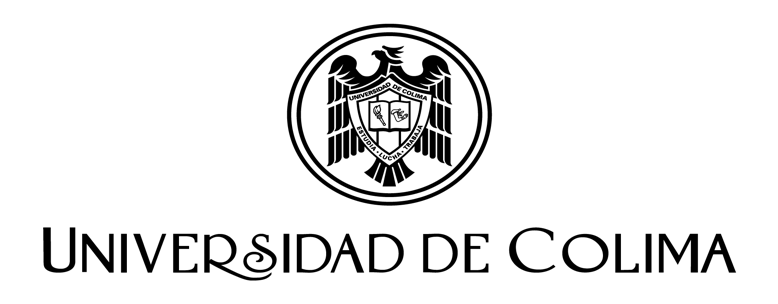 UNIVERSIDAD DE COLIMA
ESTUDIA · LUCHA · TRABAJA
UNIVERSIDAD DE COLIMA